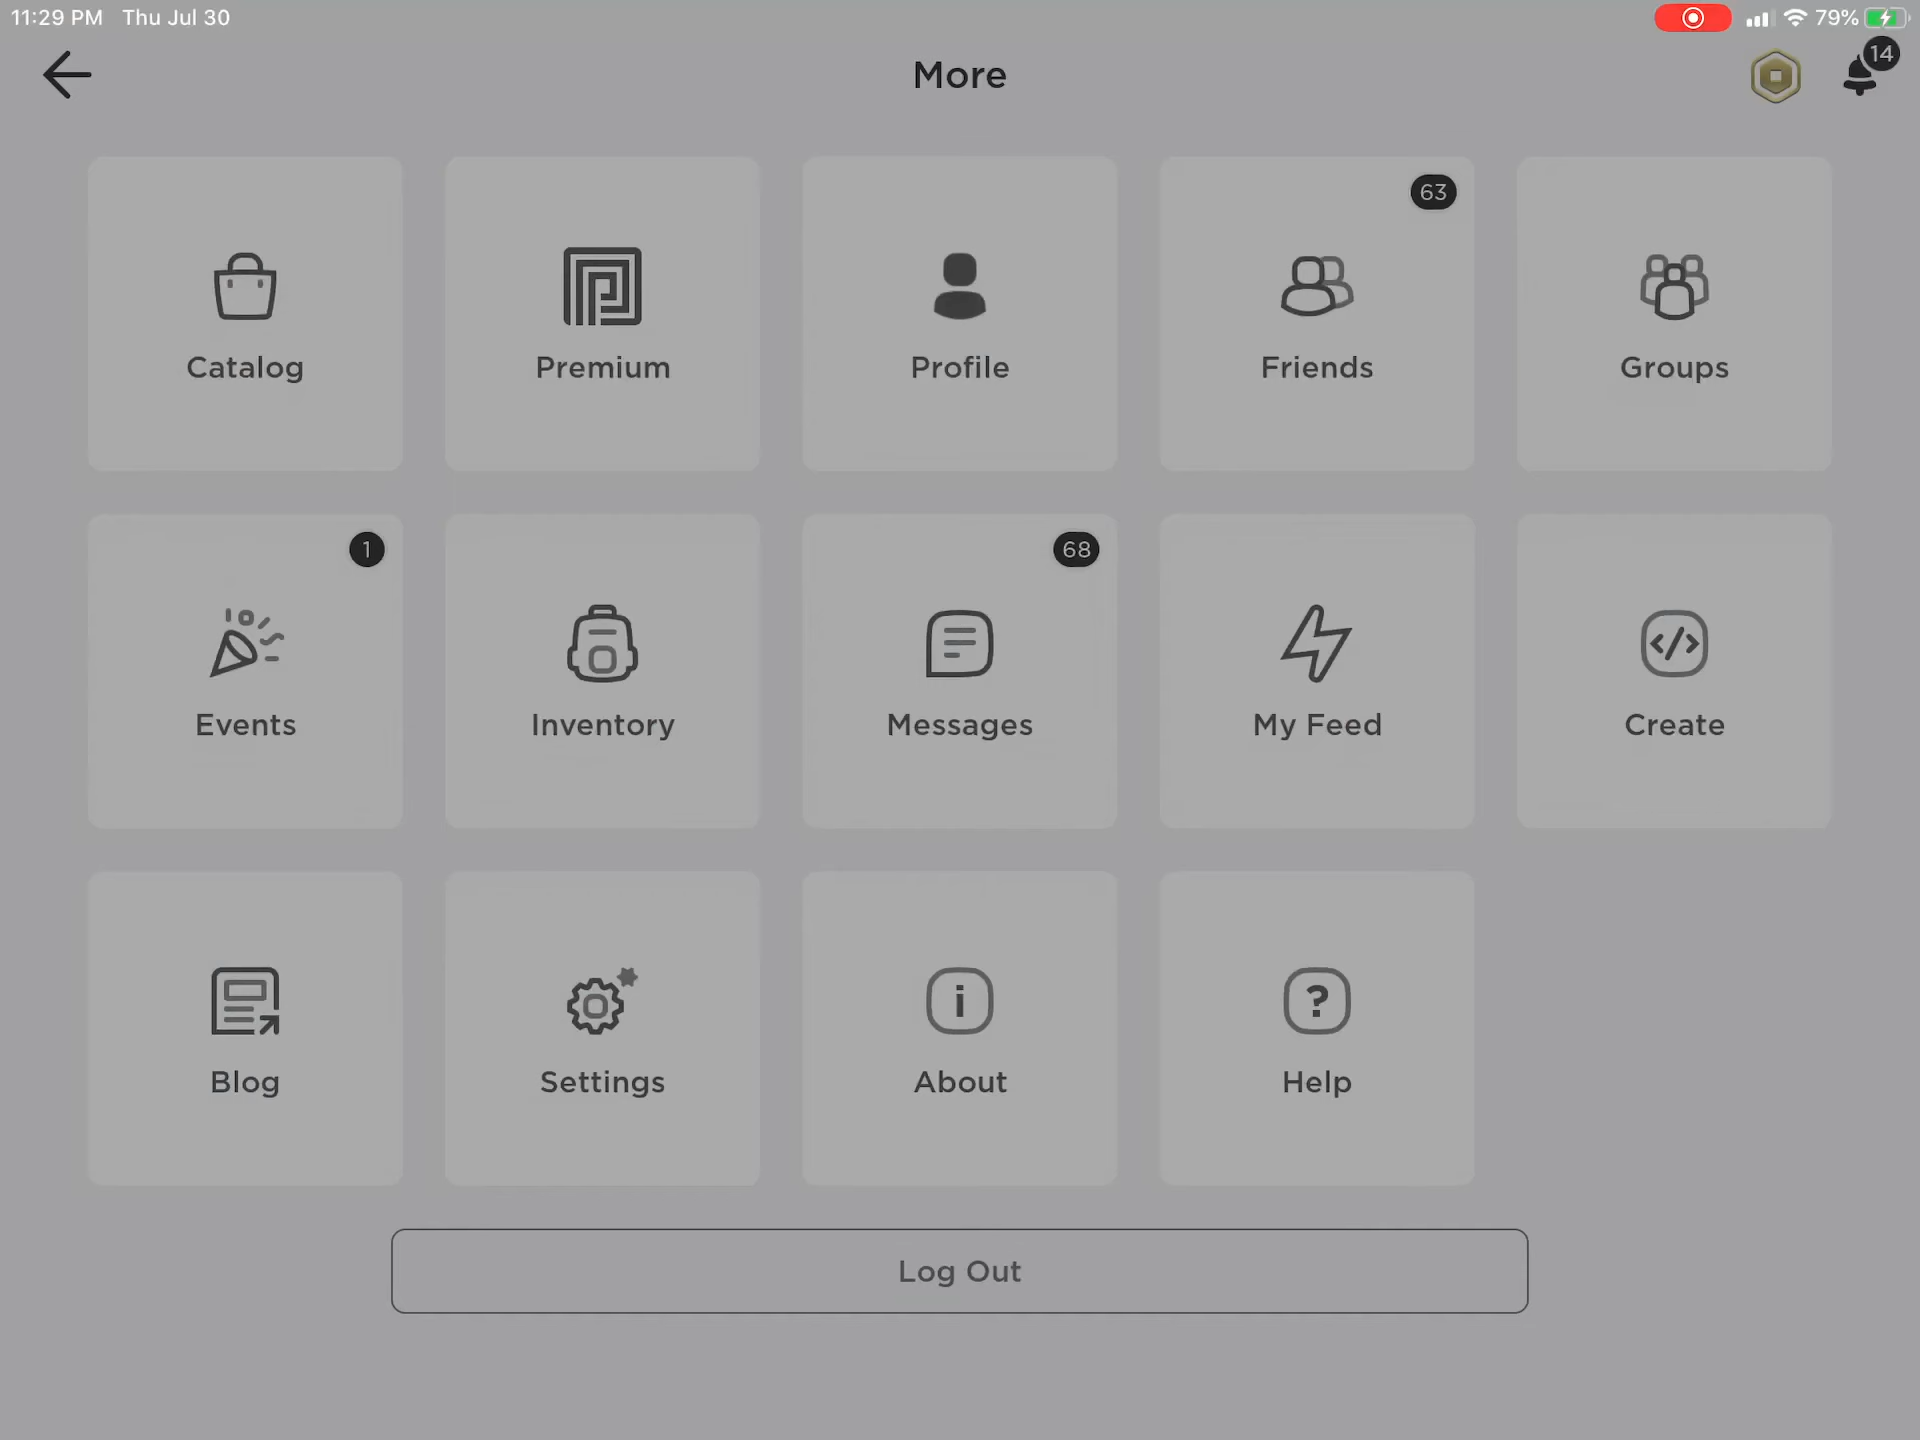 11:29 PM Thu Jul 30 79%
More
14
63
Catalog Premium Profile Friends Groups
1 68
Events Inventory Messages My Feed Create
Blog Settings About Help
Log Out